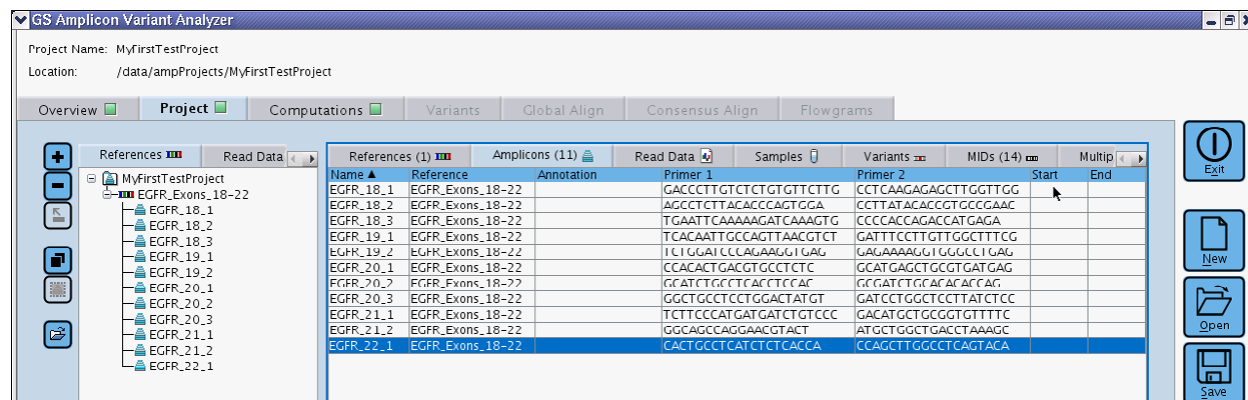 GS Amplicon Variant Analyzer
Project Name: MyFirstTestProject
Location: /data/ampProjects/MyFirstTestProject
Overview Project Computations Variants Global Align Consensus Align Flowgrams
References Read Data
MyFirstTestProject
EGFR_Exons_18-22
EGFR_18_1
EGFR_18_2
EGFR_18_3
EGFR_19_1
EGFR_19_2
EGFR_20_1
EGFR_20_2
EGFR_20_3
EGFR_21_1
EGFR_21_2
EGFR_22_1
References (1) Amplicons (11) Read Data Samples Variants MIDs (14) Multip
Name Reference Annotation Primer 1 Primer 2 Start End
EGFR_18_1 EGFR_Exons_18-22 GACCCTTGTCTCTGTGTTCTTG CCTCAAGAGAGCTTGGTTGG
EGFR_18_2 EGFR_Exons_18-22 AGCCTCTTACACCCAGTGGA CCTTATACACCGTGCCGAAC
EGFR_18_3 EGFR_Exons_18-22 TGAATTCAAAAAGATCAAAGTG CCCCACCAGACCATGAGA
EGFR_19_1 EGFR_Exons_18-22 TCACAATTGCCAGTTAACGTCT GATTTCCTTGTTGGCTTTCG
EGFR_19_2 EGFR_Exons_18-22 TCTGGATCCCAGAAGGTGAG GAGAAAAGGTGGGCCTGAG
EGFR_20_1 EGFR_Exons_18-22 CCACACTGACGTGCCTCTC GCATGAGCTGCGTGATGAG
EGFR_20_2 EGFR_Exons_18-22 GCATCTGCCTCACCTCCAC GCGATCTGCACACACCAG
EGFR_20_3 EGFR_Exons_18-22 GGCTGCCTCCTGGACTATGT GATCCTGGCTCCTTATCTCC
EGFR_21_1 EGFR_Exons_18-22 TCTTCCCATGATGATCTGTCCC GACATGCTGCGGTGTTTTC
EGFR_21_2 EGFR_Exons_18-22 GGCAGCCAGGAACGTACT ATGCTGGCTGACCTAAAGC
EGFR_22_1 EGFR_Exons_18-22 CACTGCCTCATCTCTCACCA CCAGCTTGGCCTCAGTACA
Exit
New
Open
Save